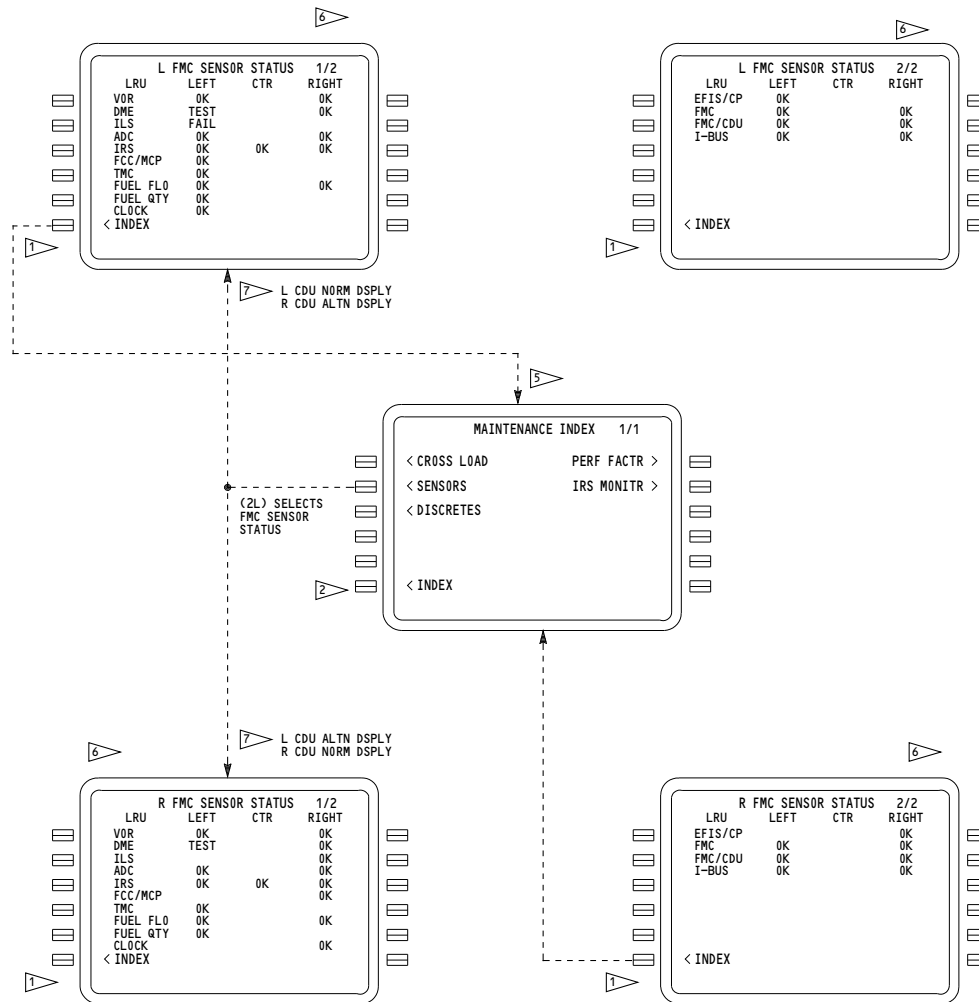 6
L FMC SENSOR STATUS 1/2
LRU LEFT CTR RIGHT
VOR OK OK
DME TEST OK
ILS FAIL
ADC OK OK
IRS OK OK OK
FCC/MCP OK
TMC OK
FUEL FLO OK OK
FUEL QTY OK
CLOCK OK
< INDEX
1
6
L FMC SENSOR STATUS 2/2
LRU LEFT CTR RIGHT
EFIS/CP OK
FMC OK OK
FMC/CDU OK OK
I-BUS OK OK
< INDEX
1
7 L CDU NORM DSPLY
R CDU ALTN DSPLY
5
MAINTENANCE INDEX 1/1
< CROSS LOAD PERF FACTR >
< SENSORS IRS MONITR >
< DISCRETES
< INDEX
2
(2L) SELECTS
FMC SENSOR
STATUS
7 L CDU ALTN DSPLY
R CDU NORM DSPLY
6
R FMC SENSOR STATUS 1/2
LRU LEFT CTR RIGHT
VOR OK OK
DME TEST OK
ILS OK
ADC OK OK
IRS OK OK OK
FCC/MCP OK
TMC OK
FUEL FLO OK OK
FUEL QTY OK
CLOCK OK
< INDEX
1
6
R FMC SENSOR STATUS 2/2
LRU LEFT CTR RIGHT
EFIS/CP OK
FMC OK OK
FMC/CDU OK OK
I-BUS OK OK
< INDEX
1